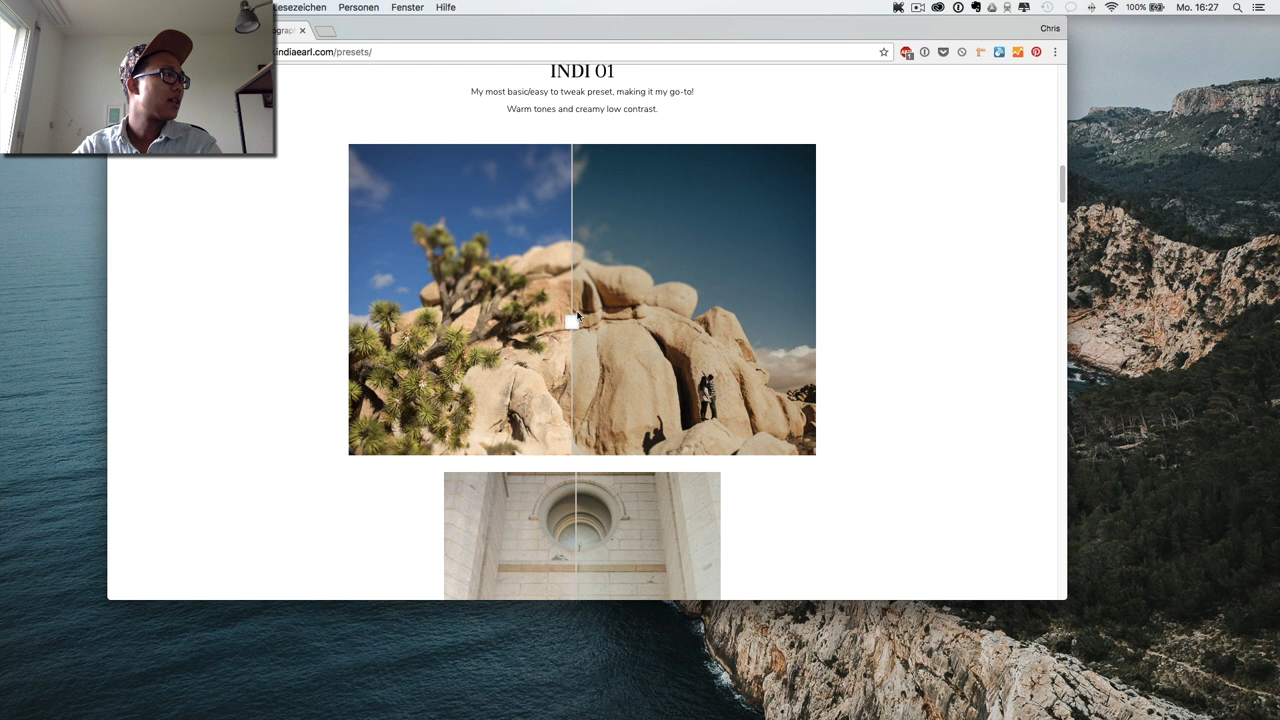 Lesezeichen Personen Fenster Hilfe 100% Mo. 16:27
Chris
indiaearl.com/presets/
INDI 01
My most basic/easy to tweak preset, making it my go-to!
Warm tones and creamy low contrast.